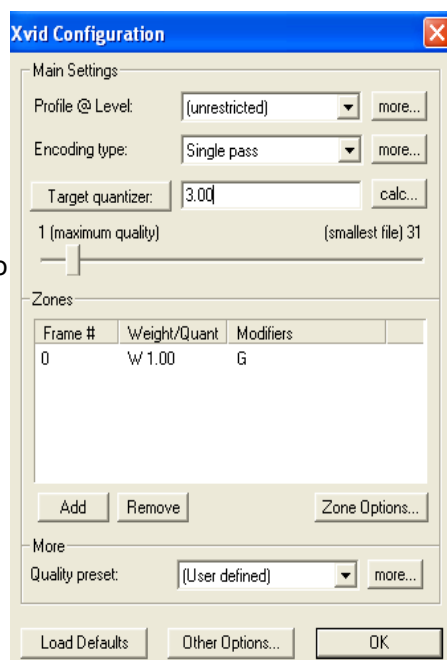 Xvid Configuration
Main Settings
Profile @ Level: (unrestricted) more...
Encoding type: Single pass more...
Target quantizer: 3.00 calc...
1 (maximum quality) (smallest file) 31
Zones
Frame # Weight/Quant Modifiers
0 W 1.00 G
Add Remove Zone Options...
More
Quality preset: (User defined) more...
Load Defaults Other Options... OK